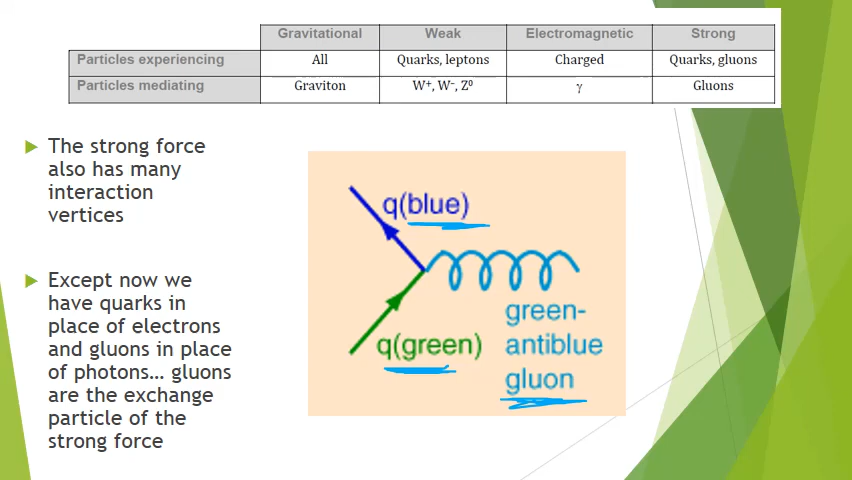 Gravitational Weak Electromagnetic Strong
Particles experiencing All Quarks, leptons Charged Quarks, gluons
Particles mediating Graviton W⁺, W⁻, Z⁰ γ Gluons
The strong force
also has many
interaction
vertices
Except now we
have quarks in
place of electrons
and gluons in place
of photons… gluons
are the exchange
particle of the
strong force
q(blue)
q(green)
green-
antiblue
gluon